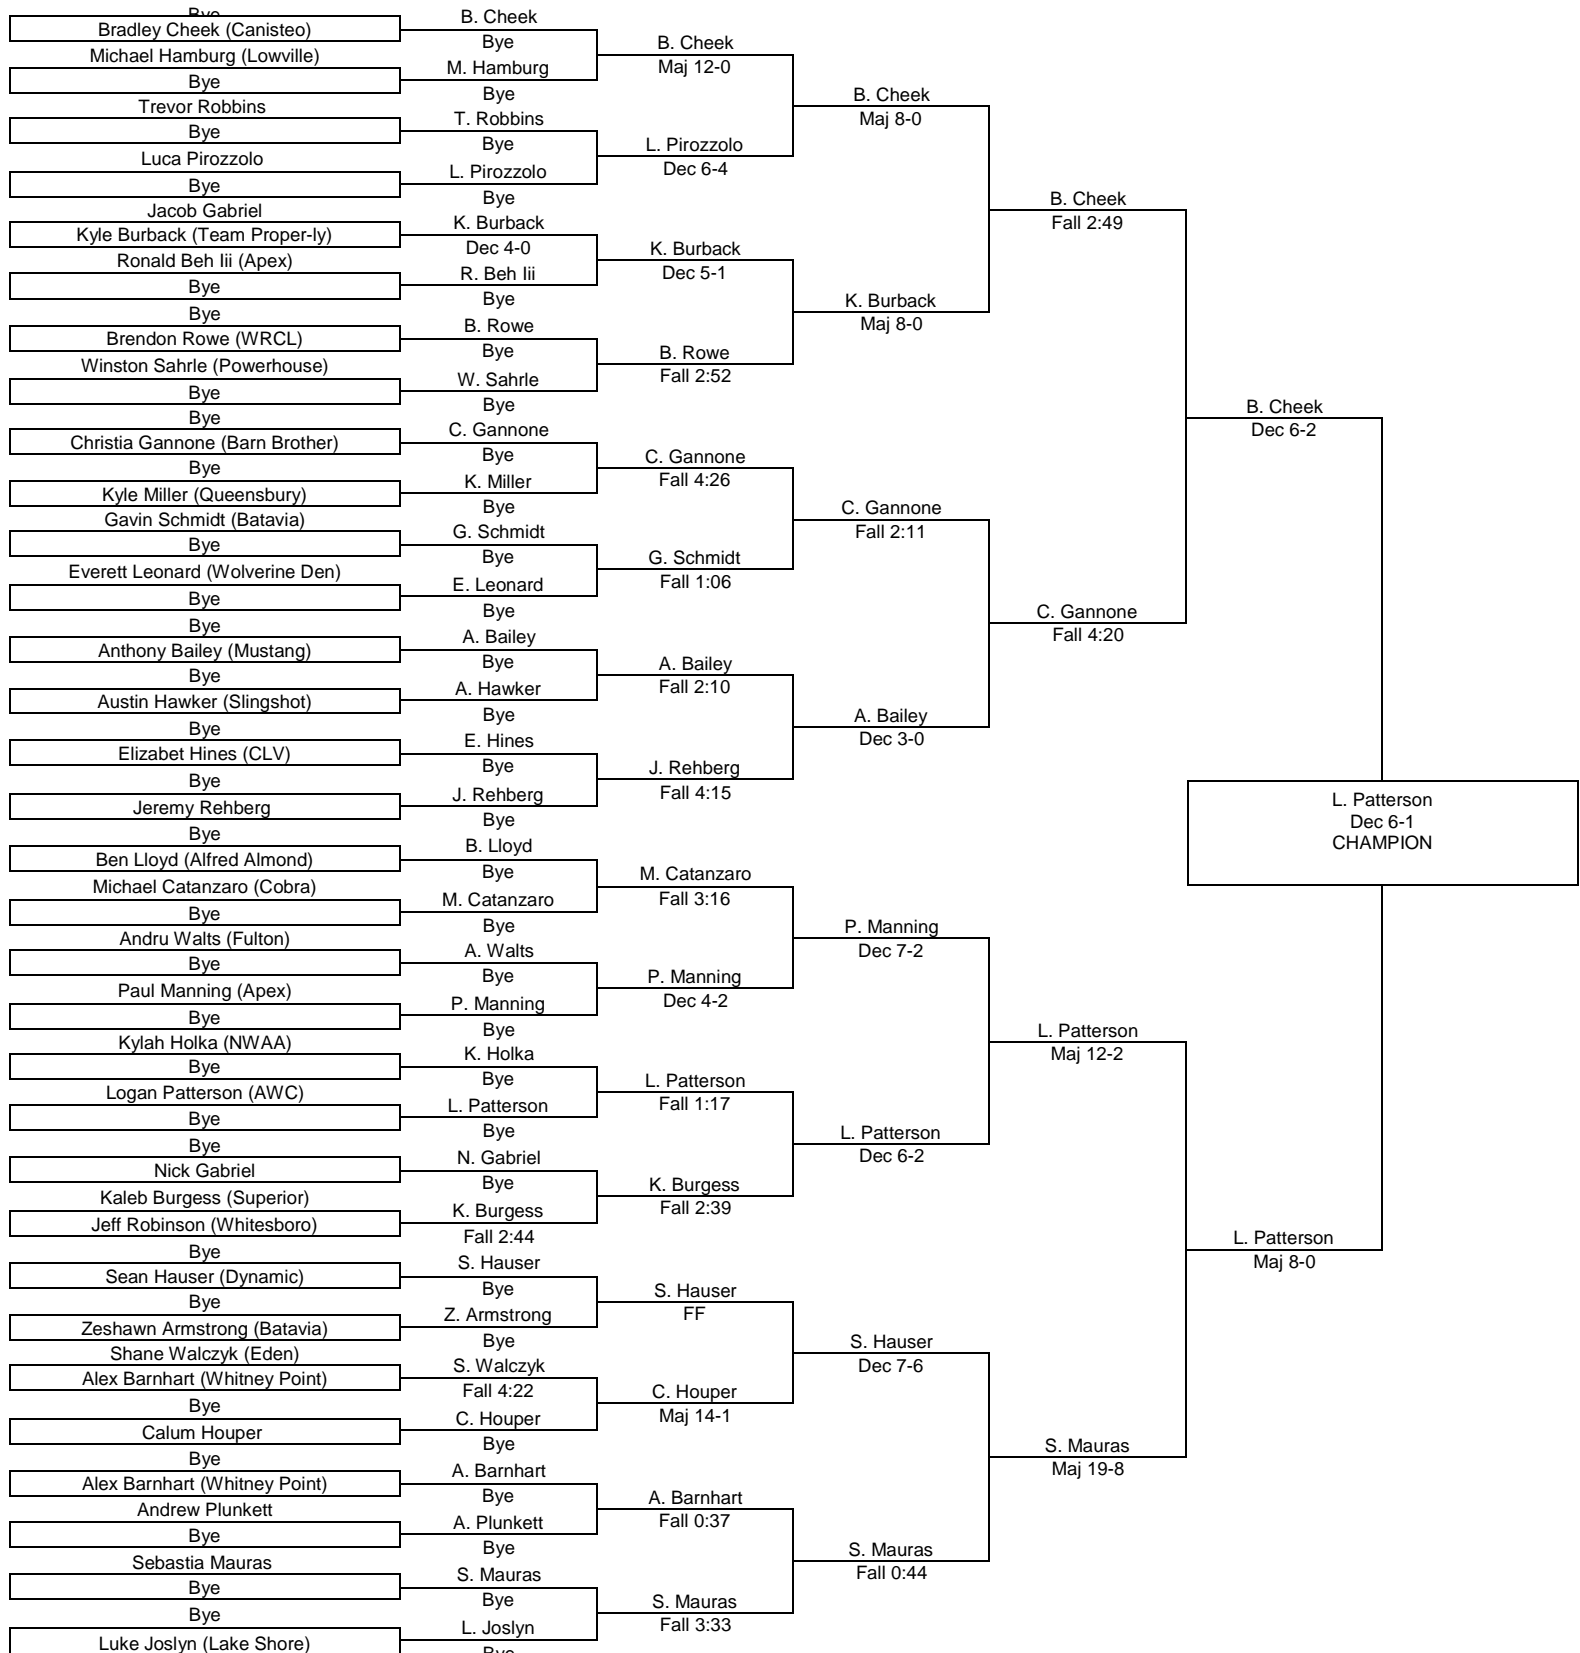 Bye
Bradley Cheek (Canisteo)
Michael Hamburg (Lowville)
Bye
Trevor Robbins
Bye
Luca Pirozzolo
Bye
Jacob Gabriel
Kyle Burback (Team Proper-ly)
Ronald Beh Iii (Apex)
Bye
Bye
Brendon Rowe (WRCL)
Winston Sahrle (Powerhouse)
Bye
Bye
Christia Gannone (Barn Brother)
Bye
Kyle Miller (Queensbury)
Gavin Schmidt (Batavia)
Bye
Everett Leonard (Wolverine Den)
Bye
Bye
Anthony Bailey (Mustang)
Bye
Austin Hawker (Slingshot)
Bye
Elizabet Hines (CLV)
Bye
Jeremy Rehberg
Bye
Ben Lloyd (Alfred Almond)
Michael Catanzaro (Cobra)
Bye
Andru Walts (Fulton)
Bye
Paul Manning (Apex)
Bye
Kylah Holka (NWAA)
Bye
Logan Patterson (AWC)
Bye
Bye
Nick Gabriel
Kaleb Burgess (Superior)
Jeff Robinson (Whitesboro)
Bye
Sean Hauser (Dynamic)
Bye
Zeshawn Armstrong (Batavia)
Shane Walczyk (Eden)
Alex Barnhart (Whitney Point)
Bye
Calum Houper
Bye
Alex Barnhart (Whitney Point)
Andrew Plunkett
Bye
Sebastia Mauras
Bye
Bye
Luke Joslyn (Lake Shore)
B. Cheek
Bye
M. Hamburg
Bye
T. Robbins
Bye
L. Pirozzolo
Bye
K. Burback
Dec 4-0
R. Beh Iii
Bye
B. Rowe
Bye
W. Sahrle
Bye
C. Gannone
Bye
K. Miller
Bye
G. Schmidt
Bye
E. Leonard
Bye
A. Bailey
Bye
A. Hawker
Bye
E. Hines
Bye
J. Rehberg
Bye
B. Lloyd
Bye
M. Catanzaro
Bye
A. Walts
Bye
P. Manning
Bye
K. Holka
Bye
L. Patterson
Bye
N. Gabriel
Bye
K. Burgess
Fall 2:44
S. Hauser
Bye
Z. Armstrong
Bye
S. Walczyk
Fall 4:22
C. Houper
Bye
A. Barnhart
Bye
A. Plunkett
Bye
S. Mauras
Bye
L. Joslyn
Bye
B. Cheek
Maj 12-0
L. Pirozzolo
Dec 6-4
K. Burback
Dec 5-1
B. Rowe
Fall 2:52
C. Gannone
Fall 4:26
G. Schmidt
Fall 1:06
A. Bailey
Fall 2:10
J. Rehberg
Fall 4:15
M. Catanzaro
Fall 3:16
P. Manning
Dec 4-2
L. Patterson
Fall 1:17
K. Burgess
Fall 2:39
S. Hauser
FF
C. Houper
Maj 14-1
A. Barnhart
Fall 0:37
S. Mauras
Fall 3:33
B. Cheek
Maj 8-0
K. Burback
Maj 8-0
C. Gannone
Fall 2:11
A. Bailey
Dec 3-0
P. Manning
Dec 7-2
L. Patterson
Dec 6-2
S. Hauser
Dec 7-6
S. Mauras
Fall 0:44
B. Cheek
Fall 2:49
C. Gannone
Fall 4:20
L. Patterson
Maj 12-2
S. Mauras
Maj 19-8
B. Cheek
Dec 6-2
L. Patterson
Maj 8-0
L. Patterson
Dec 6-1
CHAMPION